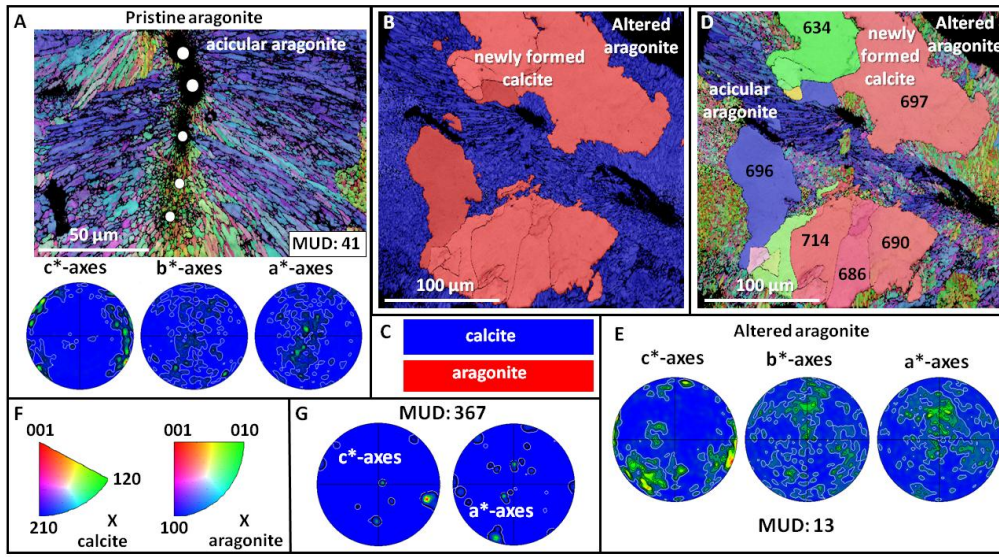 A
Pristine aragonite
acicular aragonite
50 µm
MUD: 41
c*-axes
b*-axes
a*-axes
B
Altered
aragonite
newly formed
calcite
100 µm
D
634
Altered
aragonite
newly
formed
calcite
acicular
aragonite
697
696
714
690
686
100 µm
C
calcite
aragonite
E
Altered aragonite
c*-axes
b*-axes
a*-axes
MUD: 13
F
001
120
210
X
calcite
001
010
100
X
aragonite
G
MUD: 367
c*-axes
a*-axes